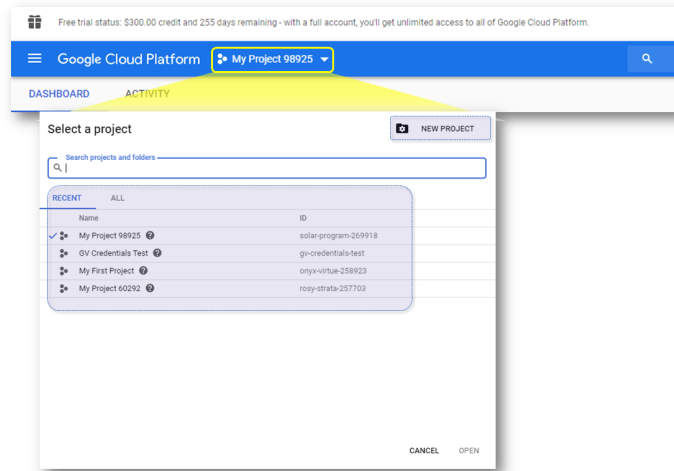 Free trial status: $300.00 credit and 255 days remaining - with a full account, you'll get unlimited access to all of Google Cloud Platform.
Google Cloud Platform My Project 98925
DASHBOARD ACTIVITY
Select a project NEW PROJECT
Search projects and folders
RECENT ALL
Name ID
My Project 98925 solar-program-269918
GV Credentials Test gv-credentials-test
My First Project onyx-virtue-258923
My Project 60292 rosy-strata-257703
CANCEL OPEN